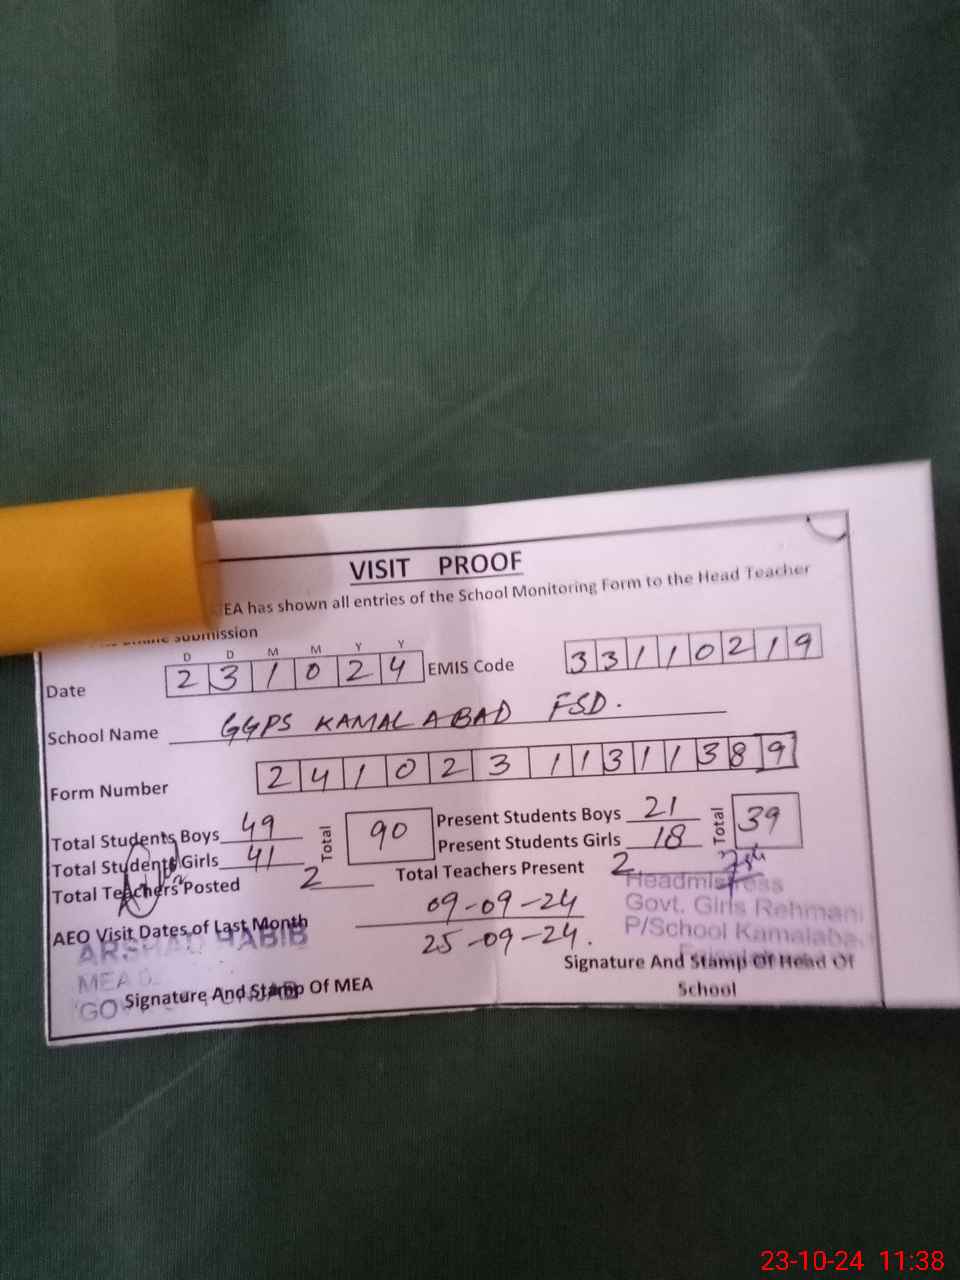 VISIT PROOF
EA has shown all entries of the School Monitoring Form to the Head Teacher
submission
D D M M Y Y
Date 2 3 1 0 2 4 EMIS Code 3 3 1 1 0 2 1 9
School Name GGPS KAMAL ABAD FSD.
Form Number 2 4 1 0 2 3 1 1 3 1 1 3 8 9
Total Students Boys 49 Total 90 Present Students Boys 21 Total 39
Total Students Girls 41 Present Students Girls 18
Total Teachers Posted 2 Total Teachers Present 2
Headmistress
Govt. Girls Rehmani
P/School Kamalaba
AEO Visit Dates of Last Month 09-09-24
25-09-24.
ARSHAD HABIB
MEA
Signature And Stamp Of MEA
Signature And Stamp Of Head Of
School
23-10-24 11:38